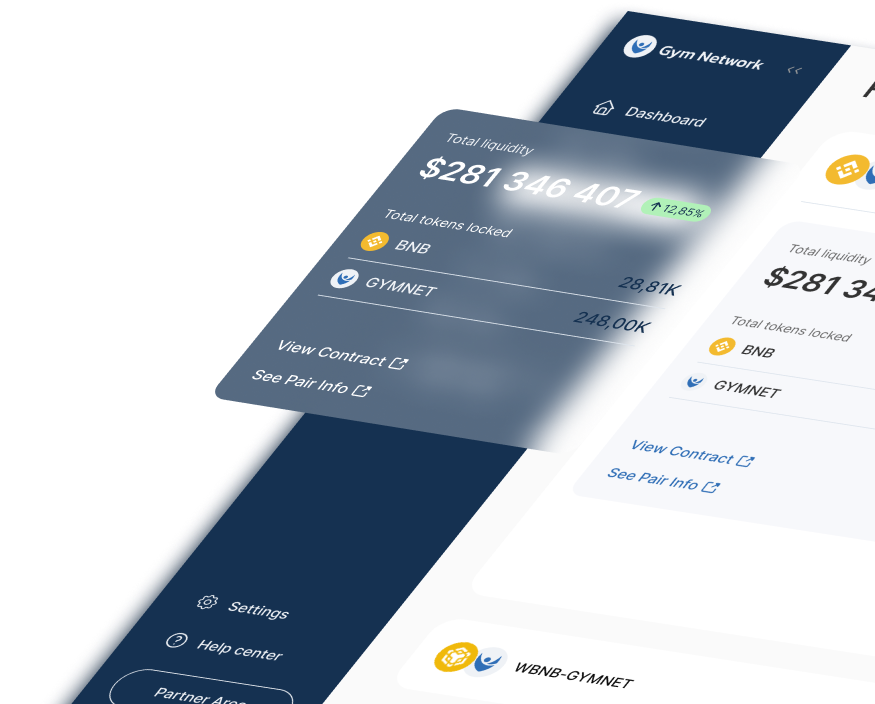 Gym Network
Dashboard
Total liquidity
$281 346 407
12,85%
Total tokens locked
BNB
28,81K
GYMNET
248,00K
View Contract
See Pair Info
Settings
Help center
Partner
Total liquidity
$281 34
Total tokens locked
BNB
GYMNET
View Contract
See Pair Info
WBNB-GYMNET